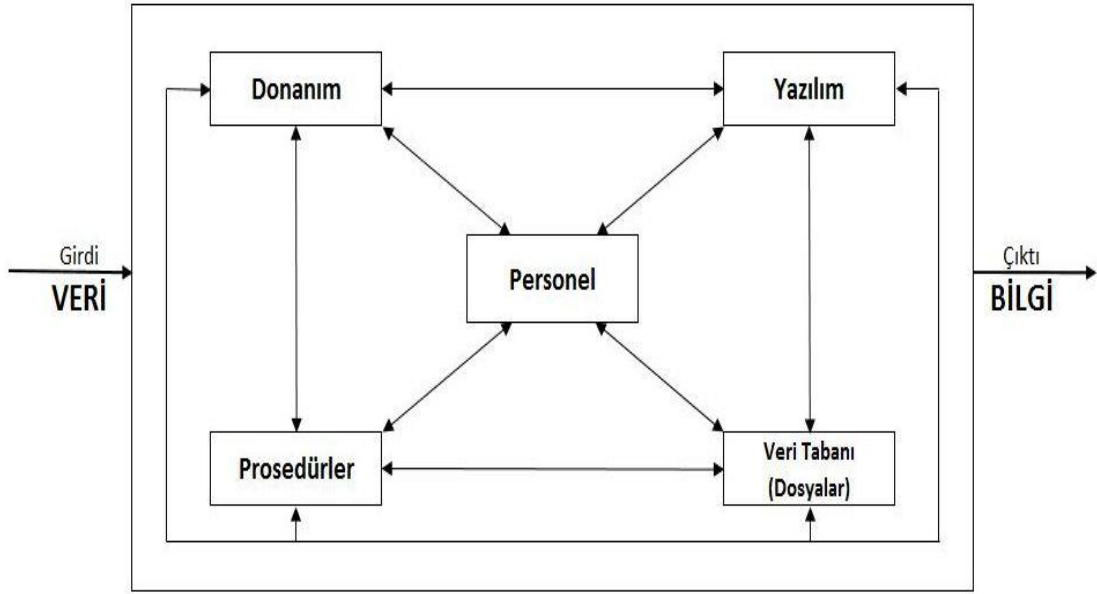 Donanım
Yazılım
Girdi
VERİ
Personel
Çıktı
BİLGİ
Prosedürler
Veri Tabanı
(Dosyalar)